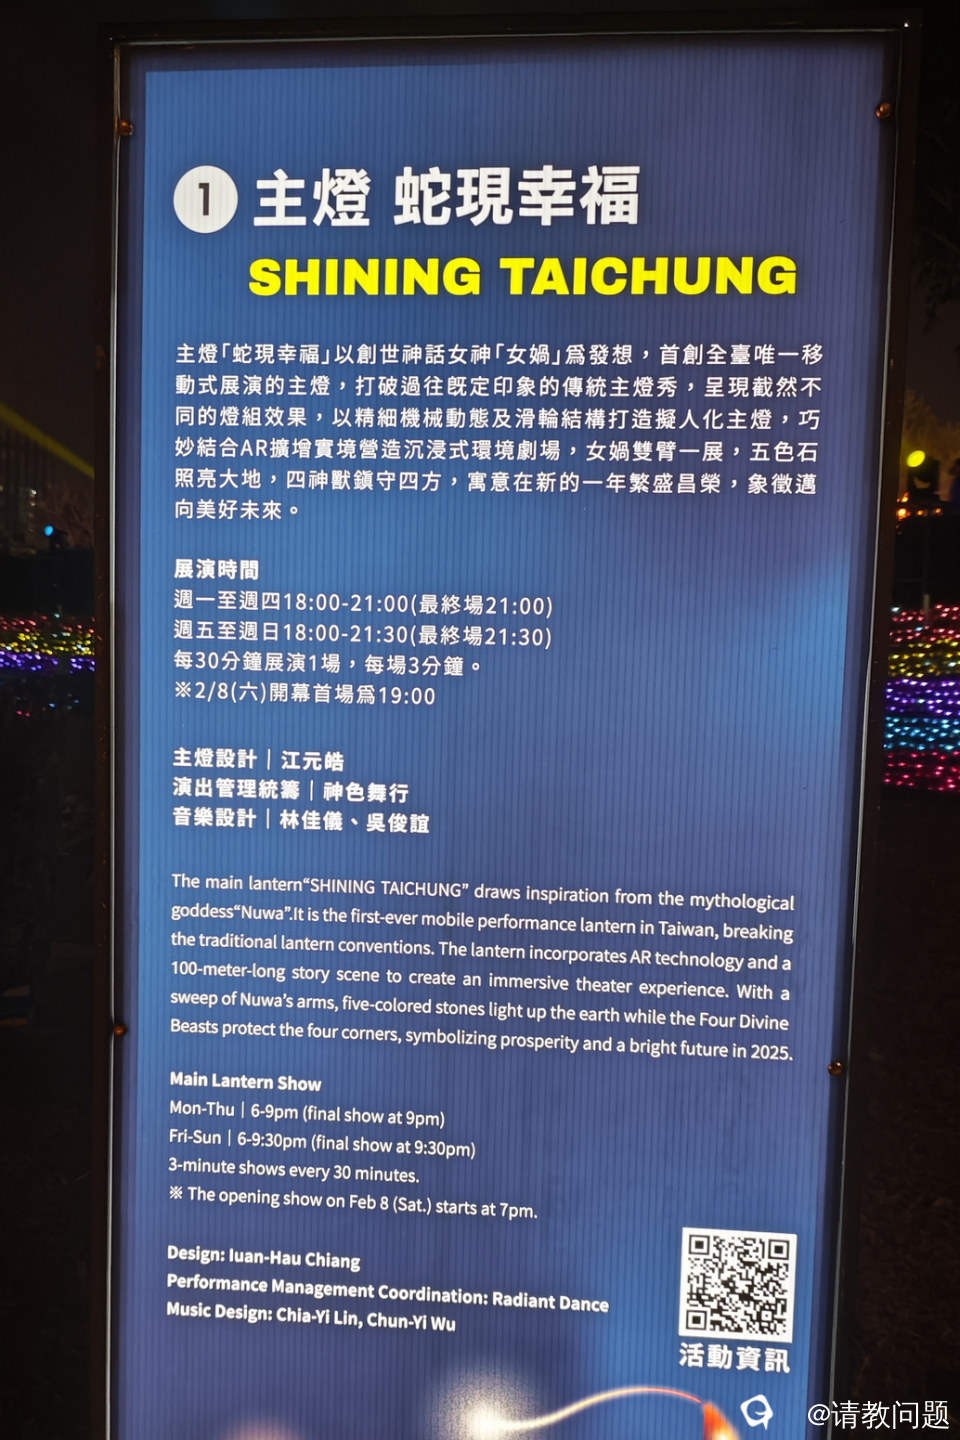 1 主燈 蛇現幸福
SHINING TAICHUNG
主燈「蛇現幸福」以創世神話女神「女媧」為發想，首創全臺唯一移
動式展演的主燈，打破過往既定印象的傳統主燈秀，呈現截然不
同的燈組效果，以精細機械動態及滑輪結構打造擬人化主燈，巧
妙結合AR擴增實境營造沉浸式環境劇場，女媧雙臂一展，五色石
照亮大地，四神獸鎮守四方，寓意在新的一年繁盛昌榮，象徵邁
向美好未來。
展演時間
週一至週四18:00-21:00(最終場21:00)
週五至週日18:00-21:30(最終場21:30)
每30分鐘展演1場，每場3分鐘。
※2/8(六)開幕首場為19:00
主燈設計｜江元皓
演出管理統籌｜神色舞行
音樂設計｜林佳儀、吳俊誼
The main lantern“SHINING TAICHUNG” draws inspiration from the mythological
goddess“Nuwa”.It is the first-ever mobile performance lantern in Taiwan, breaking
the traditional lantern conventions. The lantern incorporates AR technology and a
100-meter-long story scene to create an immersive theater experience. With a
sweep of Nuwa’s arms, five-colored stones light up the earth while the Four Divine
Beasts protect the four corners, symbolizing prosperity and a bright future in 2025.
Main Lantern Show
Mon-Thu｜6-9pm (final show at 9pm)
Fri-Sun｜6-9:30pm (final show at 9:30pm)
3-minute shows every 30 minutes.
※ The opening show on Feb 8 (Sat.) starts at 7pm.
Design: Iuan-Hau Chiang
Performance Management Coordination: Radiant Dance
Music Design: Chia-Yi Lin, Chun-Yi Wu
活動資訊
@请教问题